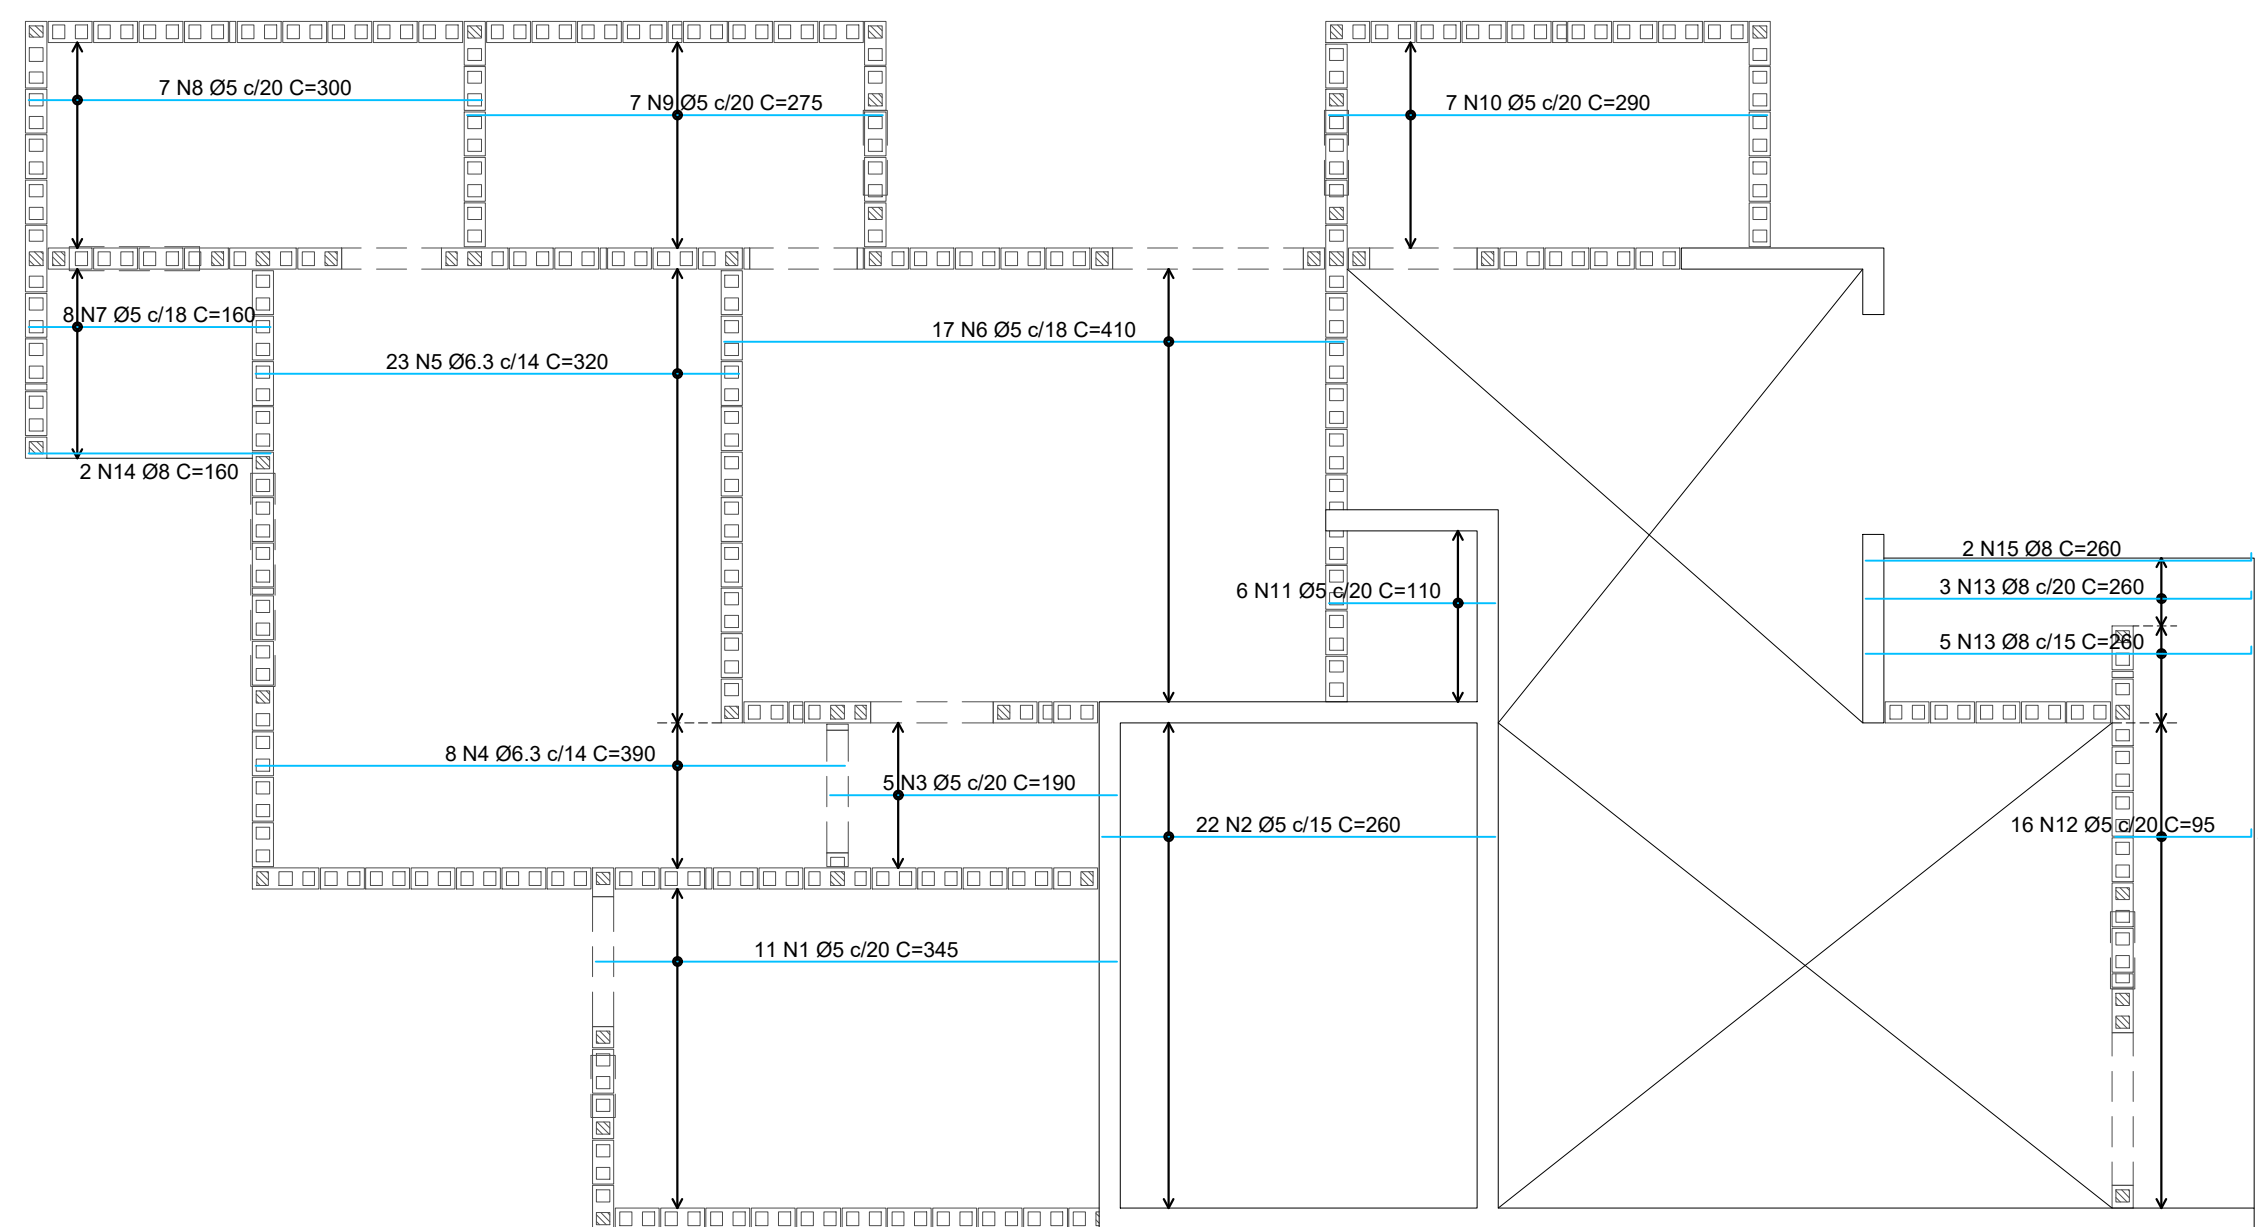 7 N8 Ø5 c/20 C=300
7 N9 Ø5 c/20 C=275
7 N10 Ø5 c/20 C=290
8 N7 Ø5 c/18 C=160
17 N6 Ø5 c/18 C=410
23 N5 Ø6.3 c/14 C=320
2 N14 Ø8 C=160
2 N15 Ø8 C=260
3 N13 Ø8 c/20 C=260
6 N11 Ø5 c/20 C=110
5 N13 Ø8 c/15 C=260
8 N4 Ø6.3 c/14 C=390
5 N3 Ø5 c/20 C=190
22 N2 Ø5 c/15 C=260
16 N12 Ø5 c/20 C=95
11 N1 Ø5 c/20 C=345